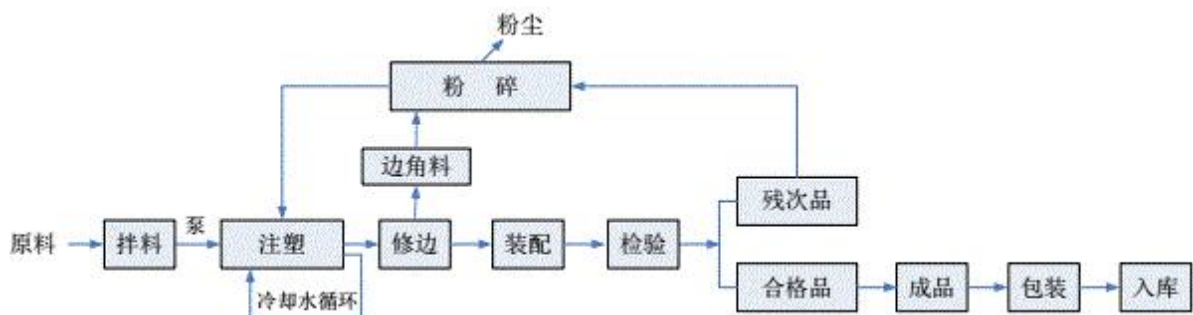 粉尘
粉 碎
边角料
残次品
原料
拌料
泵
注塑
修边
装配
检验
冷却水循环
合格品
成品
包装
入库